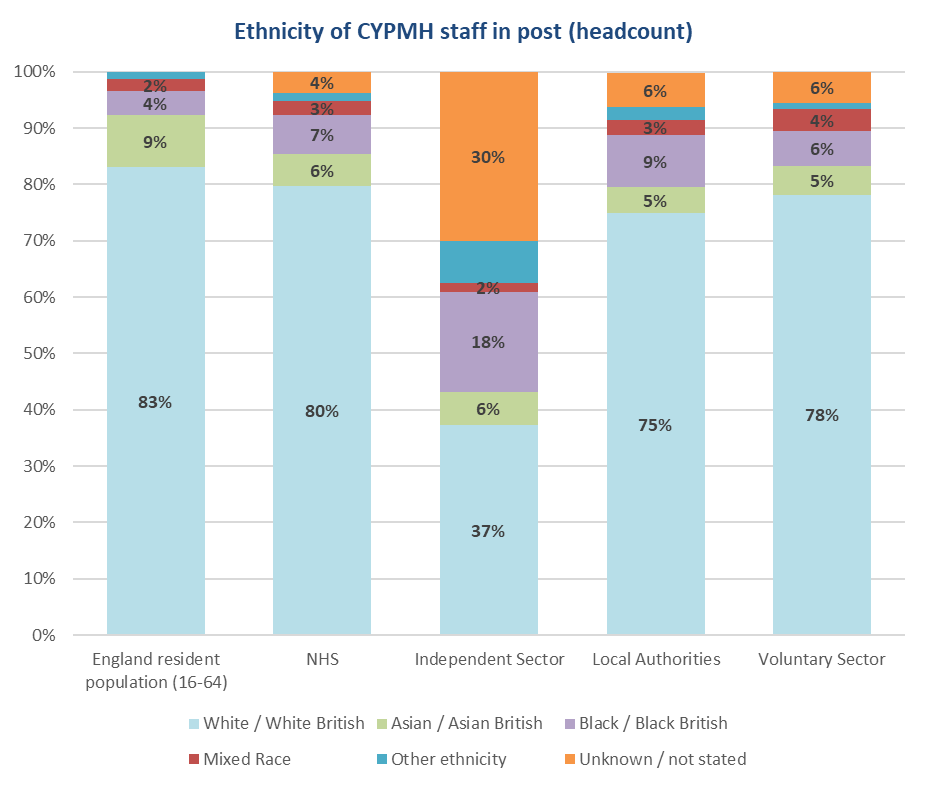 Ethnicity of CYPMH staff in post (headcount)
100%
90%
80%
70%
60%
50%
40%
30%
20%
10%
0%
2%
4%
9%
83%
4%
3%
7%
6%
80%
30%
2%
18%
6%
37%
6%
3%
9%
5%
75%
6%
4%
6%
5%
78%
England resident
population (16-64)
NHS
Independent Sector
Local Authorities
Voluntary Sector
White / White British
Asian / Asian British
Black / Black British
Mixed Race
Other ethnicity
Unknown / not stated